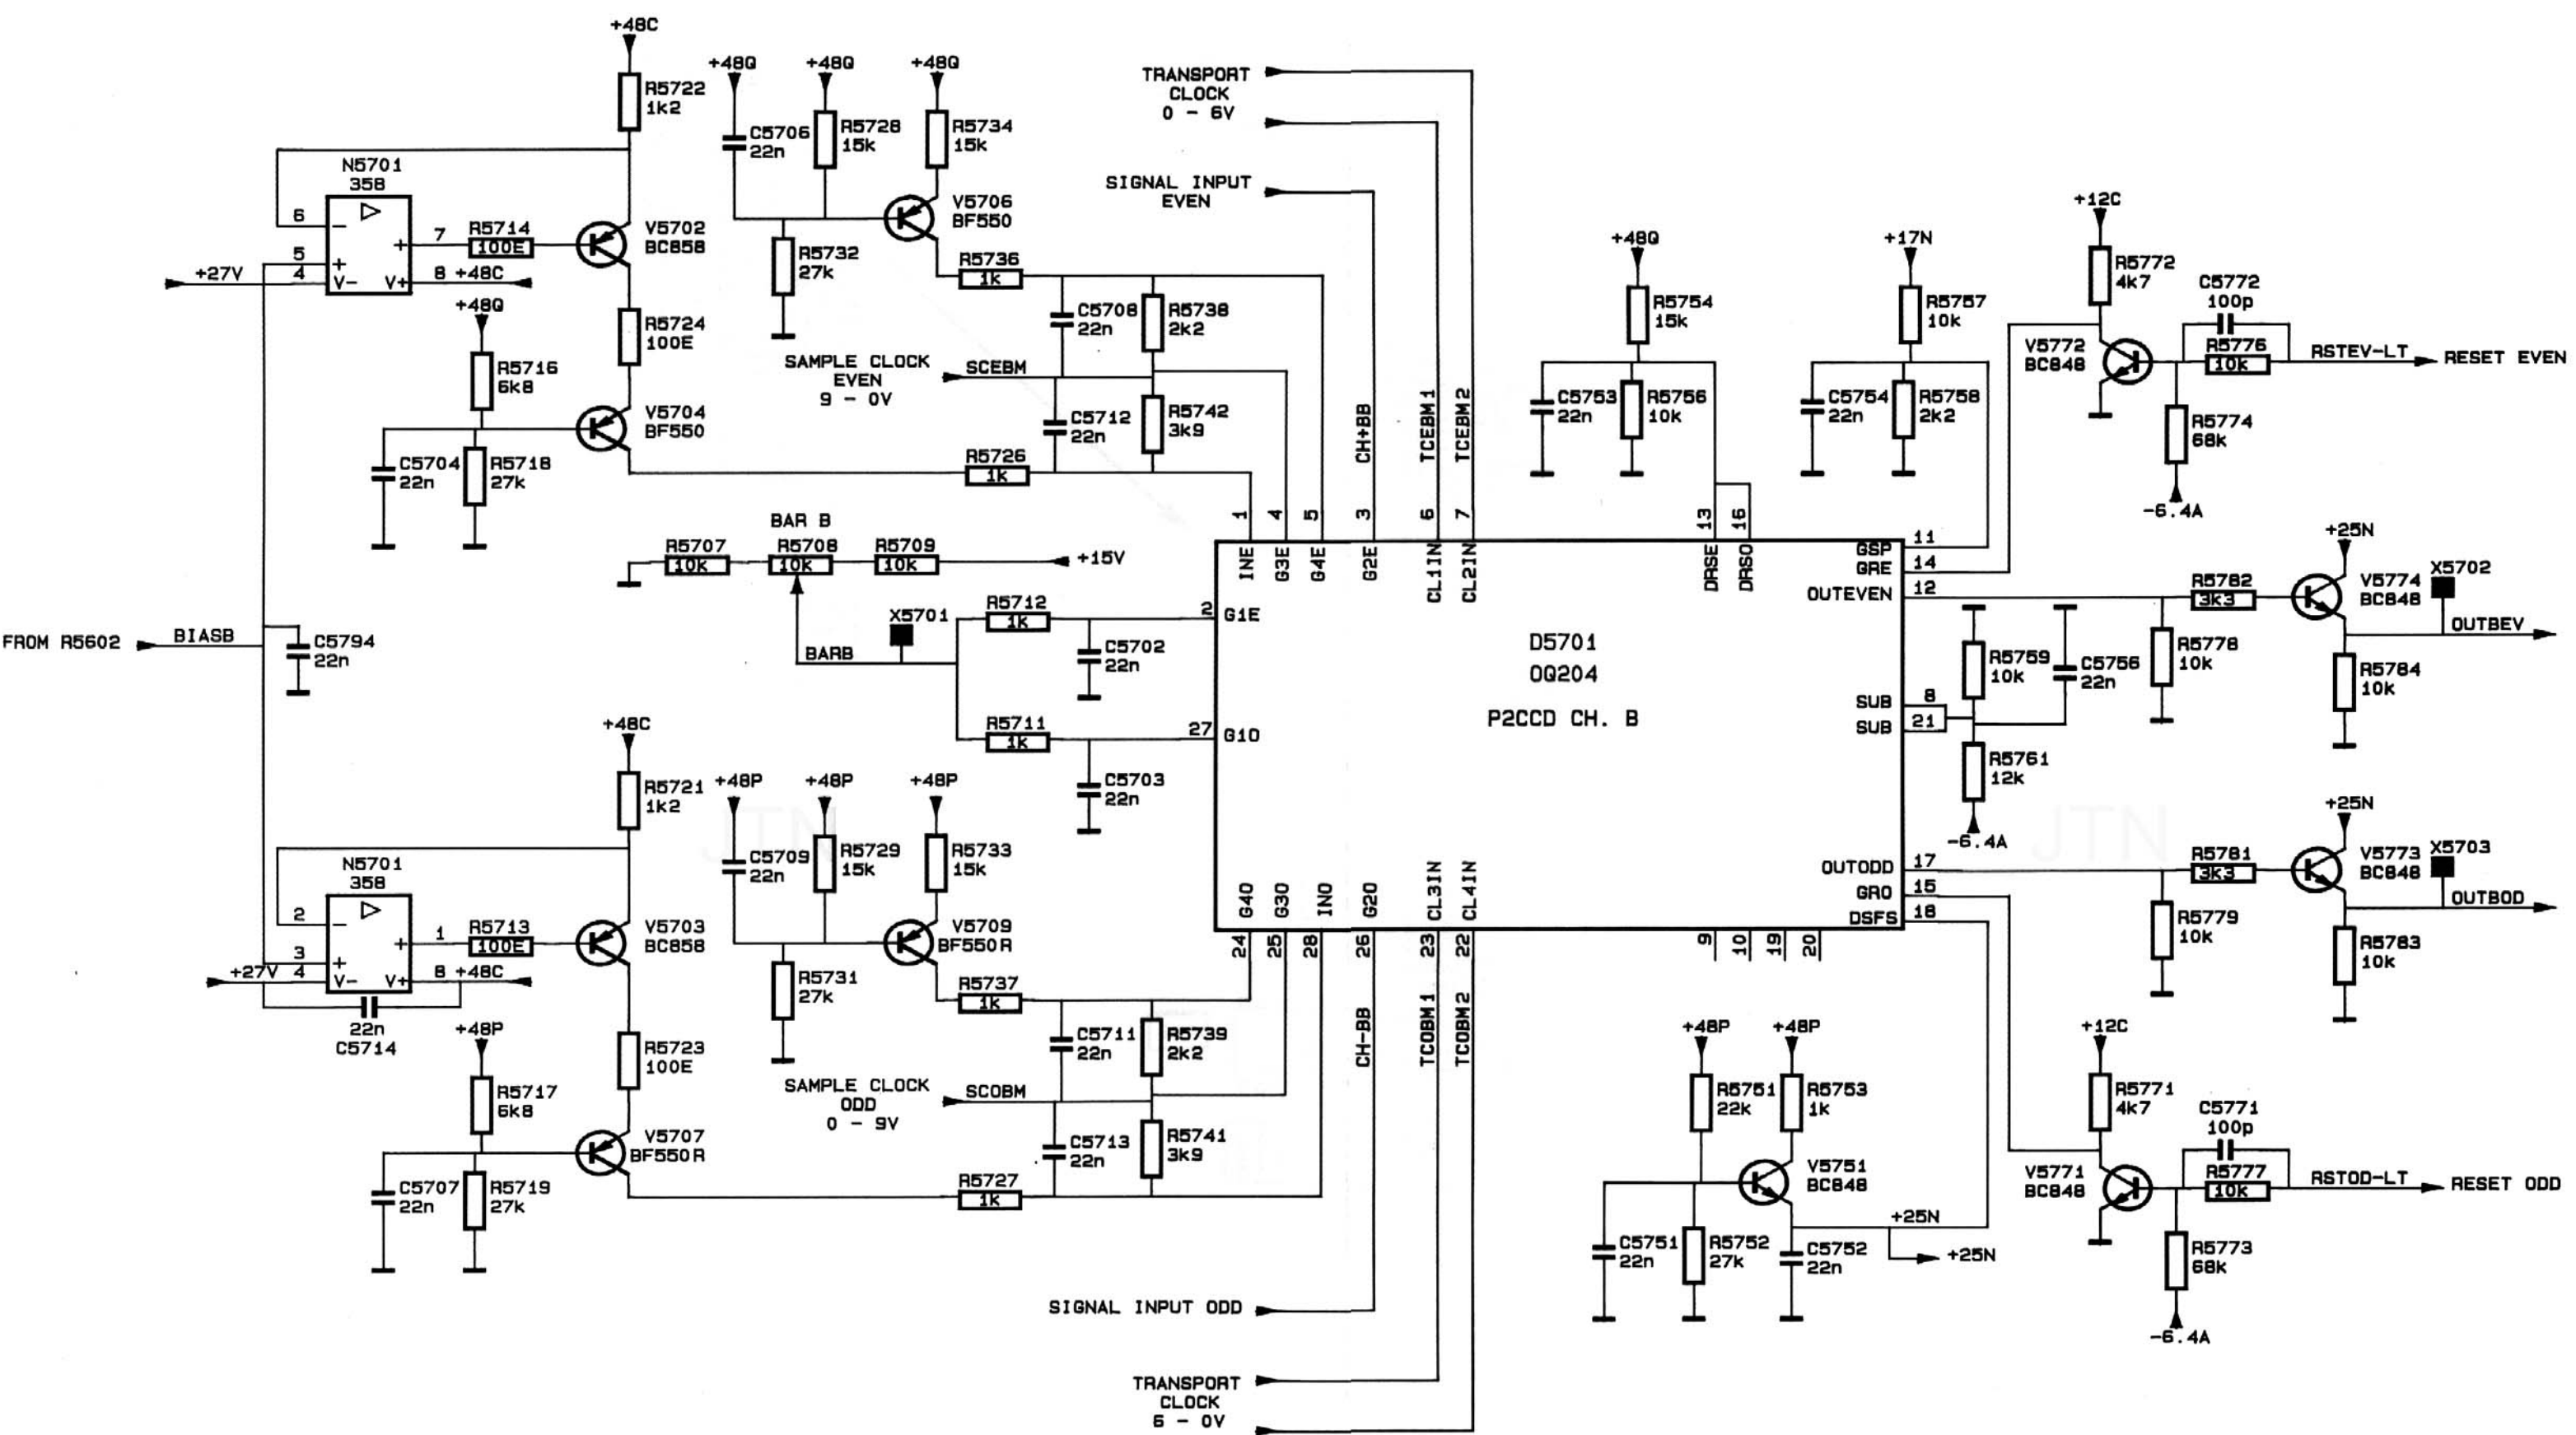 +48C
R5722
1k2
+48Q
+48Q
+48Q
C5706
22n
R5728
15k
R5734
15k
TRANSPORT
CLOCK
0 - 6V
SIGNAL INPUT
EVEN
N5701
358
6
-
5
+
4
V-
+
7
V+
8
+48C
+27V
R5714
100E
V5702
BC858
V5706
BF550
R5732
27k
R5736
1k
+48Q
R5716
6k8
R5724
100E
V5704
BF550
C5704
22n
R5718
27k
C5708
22n
R5738
2k2
SAMPLE CLOCK
EVEN
9 - 0V
SCEBM
C5712
22n
R5742
3k9
R5726
1k
CH+BB
TCEBM1
TCEBM2
+48Q
R5754
15k
C5753
22n
R5756
10k
+17N
R5757
10k
C5754
22n
R5758
2k2
+12C
R5772
4k7
C5772
100p
V5772
BC848
R5776
10k
RSTEV-LT
RESET EVEN
R5774
68k
-6.4A
BAR B
R5707
10k
R5708
10k
R5709
10k
+15V
X5701
BARB
R5712
1k
C5702
22n
R5711
1k
C5703
22n
FROM R5602
BIASB
C5794
22n
1
4
5
3
6
7
13
16
INE
G3E
G4E
G2E
CL1IN
CL2IN
DRSE
DRSO
2
G1E
27
G1O
D5701
OQ204
P2CCD CH. B
GSP
11
GRE
14
OUTEVEN
12
SUB
8
SUB
21
OUTODD
17
GRO
15
DSFS
18
G4O
G3O
INO
G2O
CL3IN
CL4IN
24
25
28
26
23
22
9
10
19
20
R5759
10k
C5756
22n
R5761
12k
-6.4A
R5782
3k3
R5778
10k
+25N
V5774
BC848
X5702
OUTBEV
R5784
10k
R5781
3k3
R5779
10k
+25N
V5773
BC848
X5703
OUTBOD
R5783
10k
JTN
JTN
+48C
R5721
1k2
+48P
+48P
+48P
C5709
22n
R5729
15k
R5733
15k
N5701
358
2
-
3
+
4
V-
+
1
V+
8
+48C
+27V
22n
C5714
R5713
100E
V5703
BC858
V5709
BF550R
R5731
27k
R5737
1k
+48P
R5717
6k8
R5723
100E
V5707
BF550R
C5707
22n
R5719
27k
C5711
22n
R5739
2k2
SAMPLE CLOCK
ODD
0 - 9V
SCOBM
C5713
22n
R5741
3k9
R5727
1k
CH-BB
TCOBM1
TCOBM2
+48P
+48P
R5751
22k
R5753
1k
V5751
BC848
C5751
22n
R5752
27k
C5752
22n
+25N
+25N
+12C
R5771
4k7
C5771
100p
V5771
BC848
R5777
10k
RSTOD-LT
RESET ODD
R5773
68k
-6.4A
SIGNAL INPUT ODD
TRANSPORT
CLOCK
6 - 0V